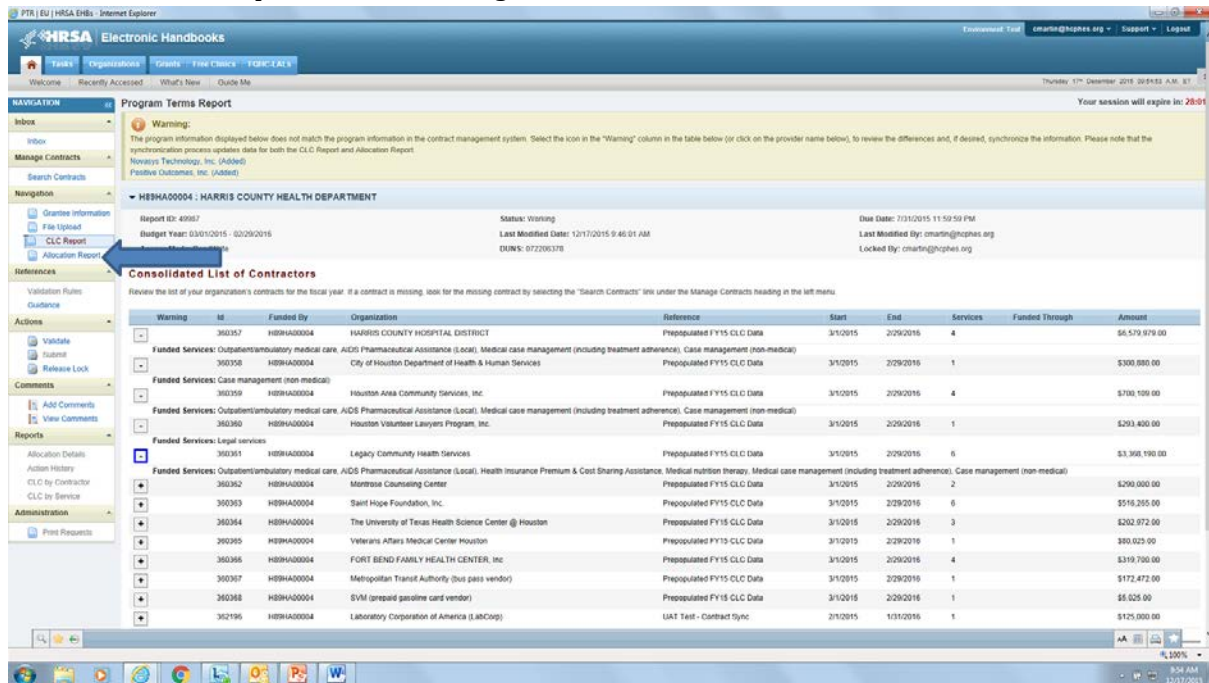 PTR | EU | HRSA EHBs - Internet Explorer
HRSA Electronic Handbooks
Environment: Test cmartin@hcphes.org Support Logout
Tasks Organizations Grants Free Clinics FQHC-LALs
Welcome Recently Accessed What's New Guide Me
Thursday 17th December 2015 A.M. ET
NAVIGATION
Inbox
Inbox
Manage Contracts
Search Contracts
Navigation
Grantee Information
File Upload
CLC Report
Allocation Report
References
Validation Rules
Guidance
Actions
Validate
Submit
Release Lock
Comments
Add Comments
View Comments
Reports
Allocation Details
Action History
CLC by Contractor
CLC by Service
Administration
Print Requests
Program Terms Report
Your session will expire in: 28:01
Warning:
The program information displayed below does not match the program information in the contract management system. Select the icon in the "Warning" column in the table below (or click on the provider name below), to review the differences and, if desired, synchronize the information. Please note that the
synchronization process updates data for both the CLC Report and Allocation Report.
Novasys Technology, Inc. (Added)
Positive Outcomes, Inc. (Added)
H89HA00004 : HARRIS COUNTY HEALTH DEPARTMENT
Report ID: 49987 Status: Working Due Date: 7/31/2015 11:59:59 PM
Budget Year: 03/01/2015 - 02/29/2016 Last Modified Date: 12/17/2015 9:46:01 AM Last Modified By: cmartin@hcphes.org
DUNS: 072206378 Locked By: cmartin@hcphes.org
Consolidated List of Contractors
Review the list of your organization's contracts for the fiscal year. If a contract is missing, look for the missing contract by selecting the "Search Contracts" link under the Manage Contracts heading in the left menu.
Warning Id Funded By Organization Reference Start End Services Funded Through Amount
- 360357 H89HA00004 HARRIS COUNTY HOSPITAL DISTRICT Prepopulated FY15 CLC Data 3/1/2015 2/29/2016 4 $6,579,979.00
Funded Services: Outpatient/ambulatory medical care, AIDS Pharmaceutical Assistance (Local), Medical case management (including treatment adherence), Case management (non-medical)
- 360358 H89HA00004 City of Houston Department of Health & Human Services Prepopulated FY15 CLC Data 3/1/2015 2/29/2016 1 $300,880.00
Funded Services: Case management (non-medical)
- 360359 H89HA00004 Houston Area Community Services, Inc. Prepopulated FY15 CLC Data 3/1/2015 2/29/2016 4 $700,109.00
Funded Services: Outpatient/ambulatory medical care, AIDS Pharmaceutical Assistance (Local), Medical case management (including treatment adherence), Case management (non-medical)
- 360360 H89HA00004 Houston Volunteer Lawyers Program, Inc. Prepopulated FY15 CLC Data 3/1/2015 2/29/2016 1 $293,400.00
Funded Services: Legal services
- 360361 H89HA00004 Legacy Community Health Services Prepopulated FY15 CLC Data 3/1/2015 2/29/2016 6 $3,368,190.00
Funded Services: Outpatient/ambulatory medical care, AIDS Pharmaceutical Assistance (Local), Health Insurance Premium & Cost Sharing Assistance, Medical nutrition therapy, Medical case management (including treatment adherence), Case management (non-medical)
+ 360362 H89HA00004 Montrose Counseling Center Prepopulated FY15 CLC Data 3/1/2015 2/29/2016 2 $290,000.00
+ 360363 H89HA00004 Saint Hope Foundation, Inc. Prepopulated FY15 CLC Data 3/1/2015 2/29/2016 6 $516,265.00
+ 360364 H89HA00004 The University of Texas Health Science Center @ Houston Prepopulated FY15 CLC Data 3/1/2015 2/29/2016 3 $202,972.00
+ 360365 H89HA00004 Veterans Affairs Medical Center Houston Prepopulated FY15 CLC Data 3/1/2015 2/29/2016 1 $80,025.00
+ 360366 H89HA00004 FORT BEND FAMILY HEALTH CENTER, Inc Prepopulated FY15 CLC Data 3/1/2015 2/29/2016 4 $319,700.00
+ 360367 H89HA00004 Metropolitan Transit Authority (bus pass vendor) Prepopulated FY15 CLC Data 3/1/2015 2/29/2016 1 $172,472.00
+ 360368 H89HA00004 SVM (prepaid gasoline card vendor) Prepopulated FY15 CLC Data 3/1/2015 2/29/2016 1 $5,025.00
+ 362196 H89HA00004 Laboratory Corporation of America (LabCorp) UAT Test - Contract Sync 2/1/2015 1/31/2016 1 $125,000.00
100%
9:54 AM
12/17/2015